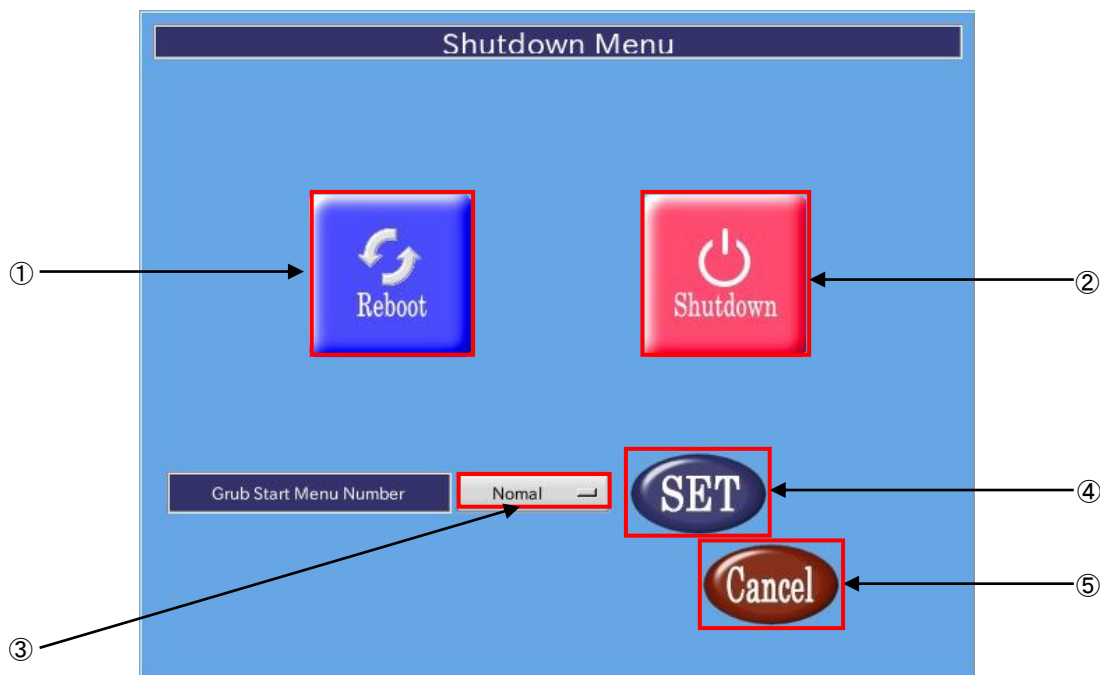 Shutdown Menu
①
Reboot
Shutdown
②
Grub Start Menu Number
Nomal
SET
④
Cancel
⑤
③